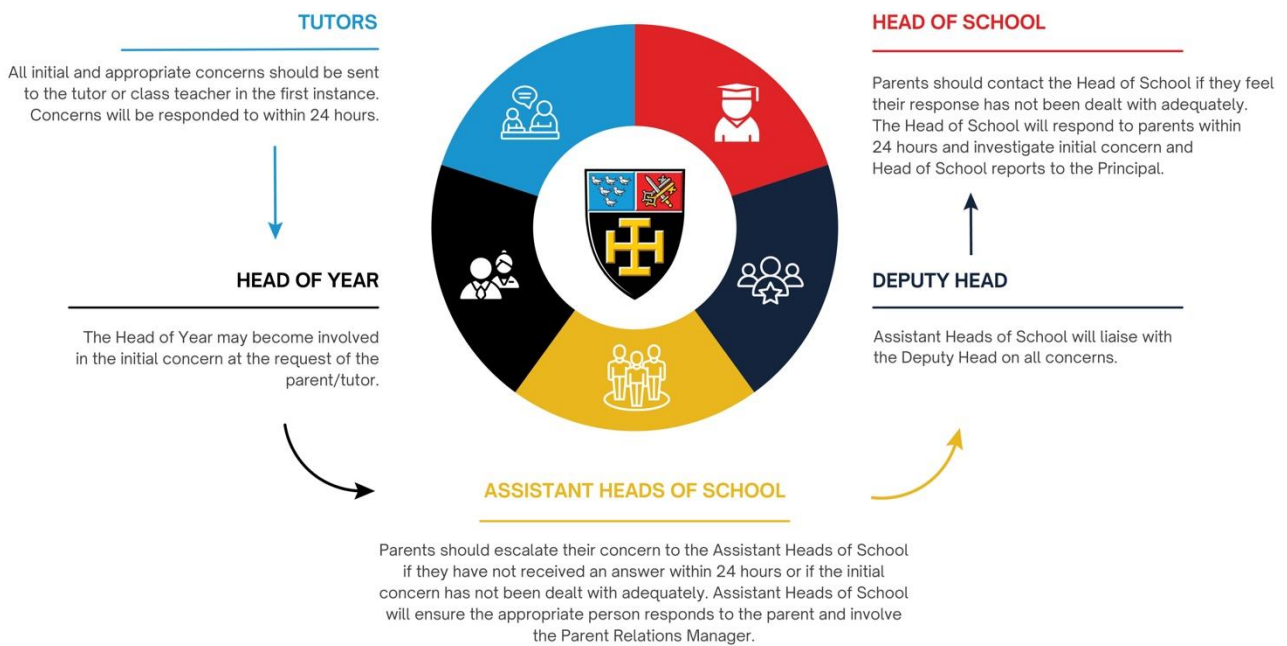 TUTORS
All initial and appropriate concerns should be sent
to the tutor or class teacher in the first instance.
Concerns will be responded to within 24 hours.
HEAD OF YEAR
The Head of Year may become involved
in the initial concern at the request of the
parent/tutor.
ASSISTANT HEADS OF SCHOOL
Parents should escalate their concern to the Assistant Heads of School
if they have not received an answer within 24 hours or if the initial
concern has not been dealt with adequately. Assistant Heads of School
will ensure the appropriate person responds to the parent and involve
the Parent Relations Manager.
DEPUTY HEAD
Assistant Heads of School will liaise with
the Deputy Head on all concerns.
HEAD OF SCHOOL
Parents should contact the Head of School if they feel
their response has not been dealt with adequately.
The Head of School will respond to parents within
24 hours and investigate initial concern and
Head of School reports to the Principal.